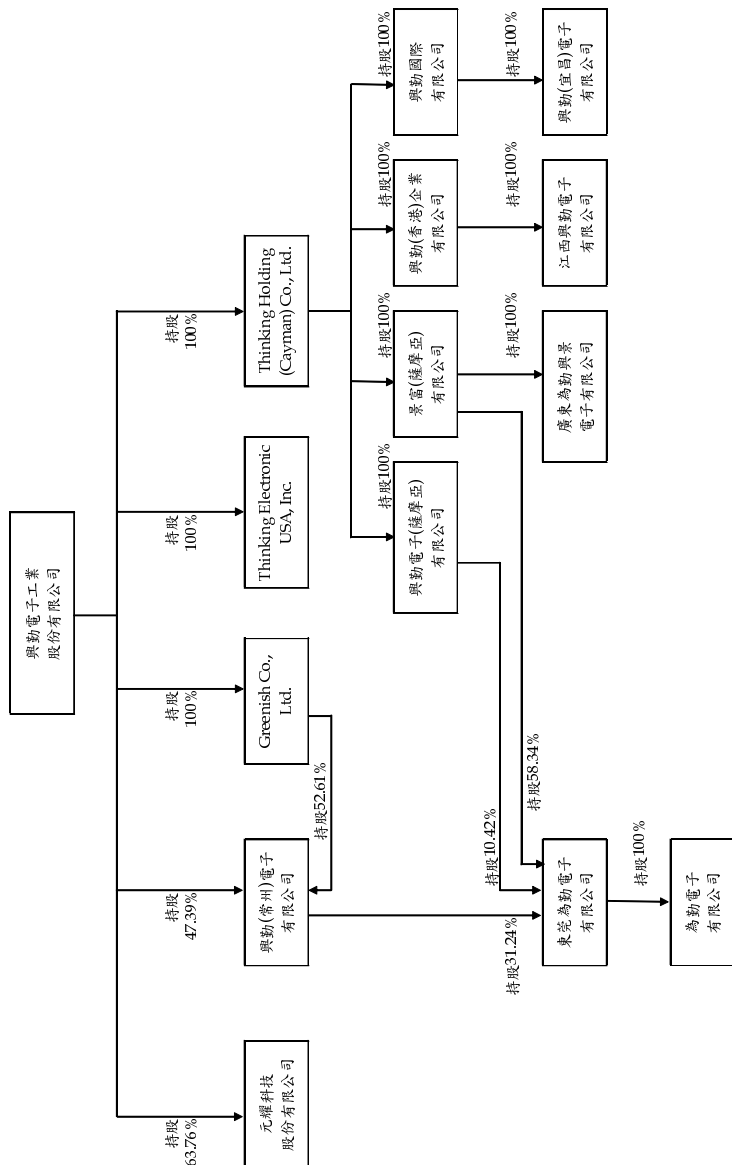 興勤電子工業
股份有限公司
持股
63.76%
持股
47.39%
持股
100%
持股
100%
持股
100%
元耀科技
股份有限公司
興勤(常州)電子
有限公司
Greenish Co.,
Ltd.
Thinking Electronic
USA, Inc.
Thinking Holding
(Cayman) Co., Ltd.
持股52.61%
持股100%
持股100%
持股100%
持股100%
興勤電子(薩摩亞)
有限公司
景富(薩摩亞)
有限公司
興勤(香港)企業
有限公司
興勤國際
有限公司
持股31.24%
持股10.42%
持股58.34%
持股100%
持股100%
持股100%
東莞為勤電子
有限公司
廣東為勤興景
電子有限公司
江西興勤電子
有限公司
興勤(宜昌)電子
有限公司
持股100%
為勤電子
有限公司